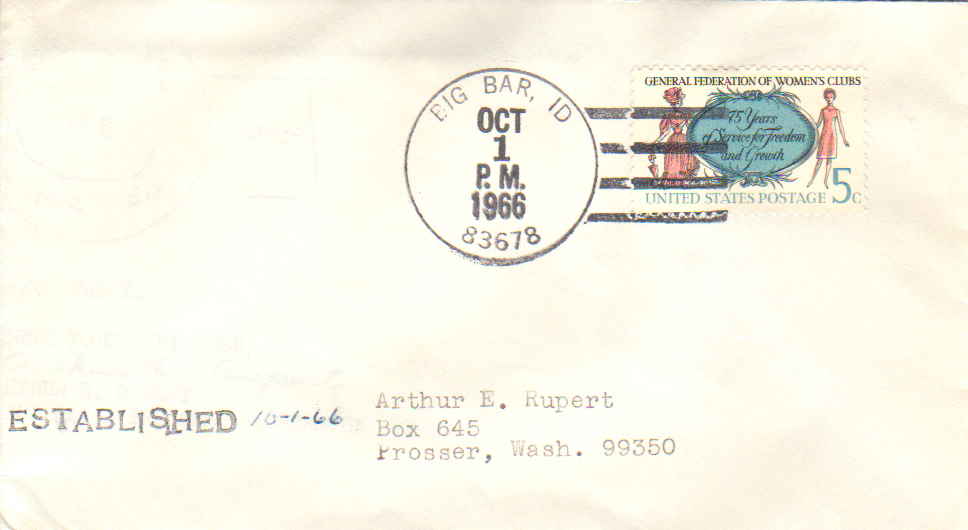 BIG BAR, ID
OCT
1
P. M.
1966
83678
GENERAL FEDERATION OF WOMEN'S CLUBS
75 Years
of Service for Freedom
and Growth
UNITED STATES POSTAGE 5c
ESTABLISHED 10-1-66
Arthur E. Rupert
Box 645
Prosser, Wash. 99350